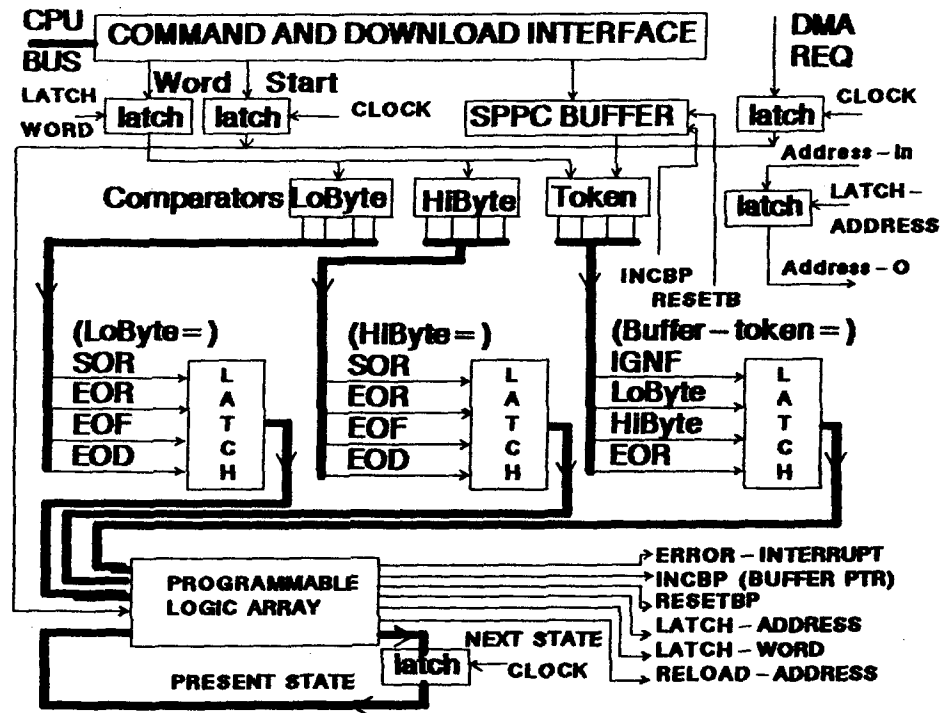 CPU
BUS
COMMAND AND DOWNLOAD INTERFACE
DMA
REQ
Word
Start
LATCH
WORD
latch
latch
CLOCK
SPPC BUFFER
latch
CLOCK
Address-in
Comparators
LoByte
HiByte
Token
latch
LATCH-
ADDRESS
INCBP
RESETB
Address-O
(LoByte=)
SOR
EOR
EOF
EOD
LATCH
(HiByte=)
SOR
EOR
EOF
EOD
LATCH
(Buffer-token=)
IGNF
LoByte
HiByte
EOR
LATCH
PROGRAMMABLE
LOGIC ARRAY
ERROR-INTERRUPT
INCBP (BUFFER PTR)
RESETBP
LATCH-ADDRESS
LATCH-WORD
RELOAD-ADDRESS
NEXT STATE
latch
CLOCK
PRESENT STATE